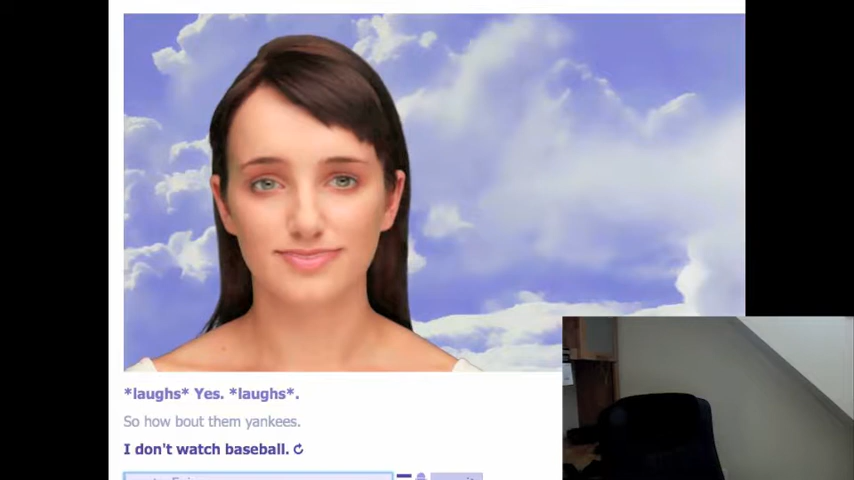 *laughs* Yes. *laughs*.
So how bout them yankees.
I don't watch baseball.